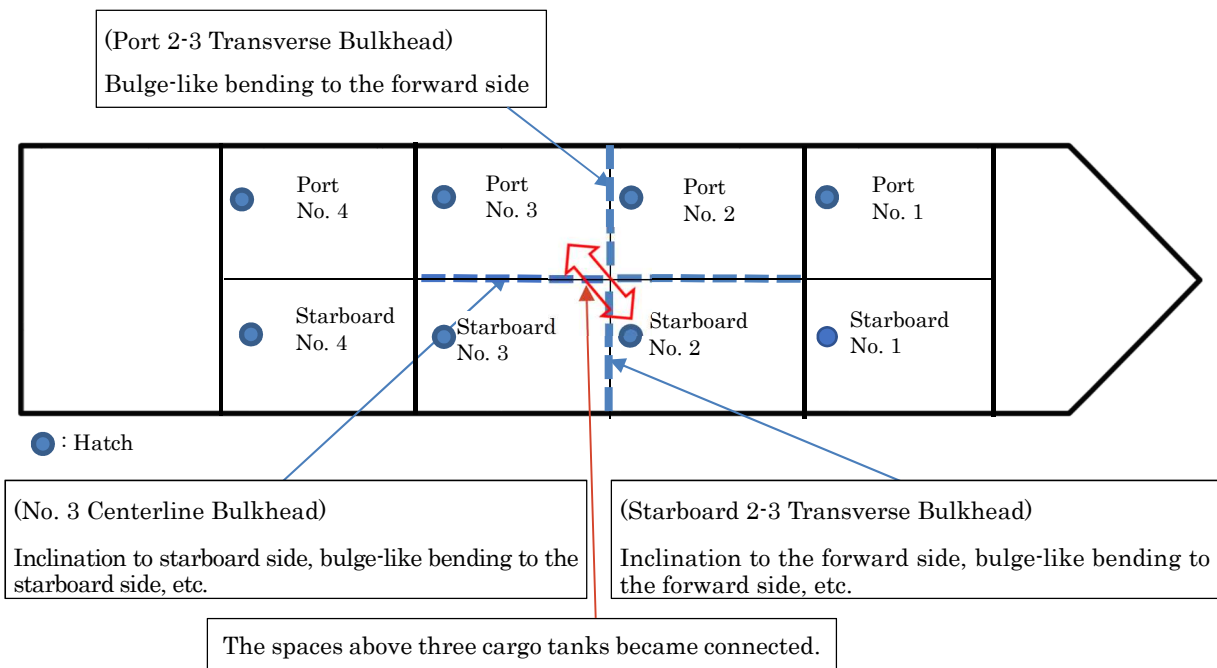 (Port 2-3 Transverse Bulkhead)
Bulge-like bending to the forward side
Port
No. 4
Port
No. 3
Port
No. 2
Port
No. 1
Starboard
No. 4
Starboard
No. 3
Starboard
No. 2
Starboard
No. 1
: Hatch
(No. 3 Centerline Bulkhead)
Inclination to starboard side, bulge-like bending to the
starboard side, etc.
(Starboard 2-3 Transverse Bulkhead)
Inclination to the forward side, bulge-like bending to
the forward side, etc.
The spaces above three cargo tanks became connected.